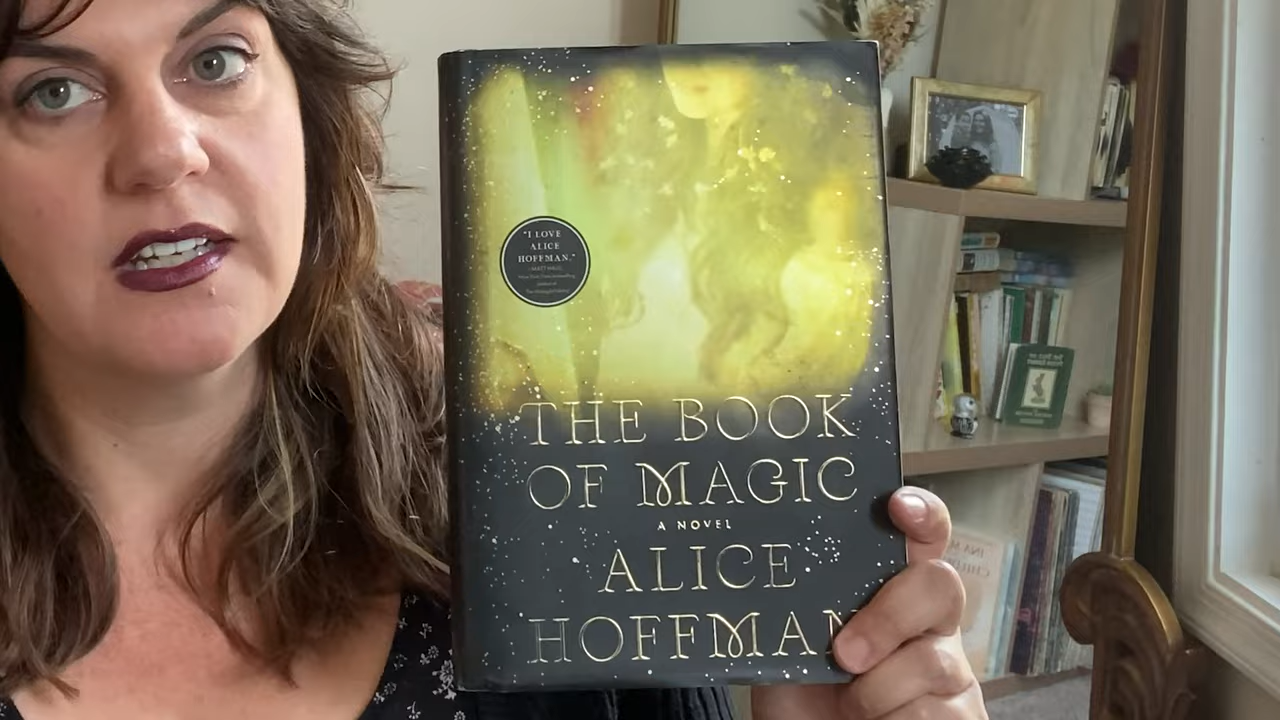 "I LOVE
ALICE
HOFFMAN."
THE BOOK
OF MAGIC
A NOVEL
ALICE
HOFFMAN